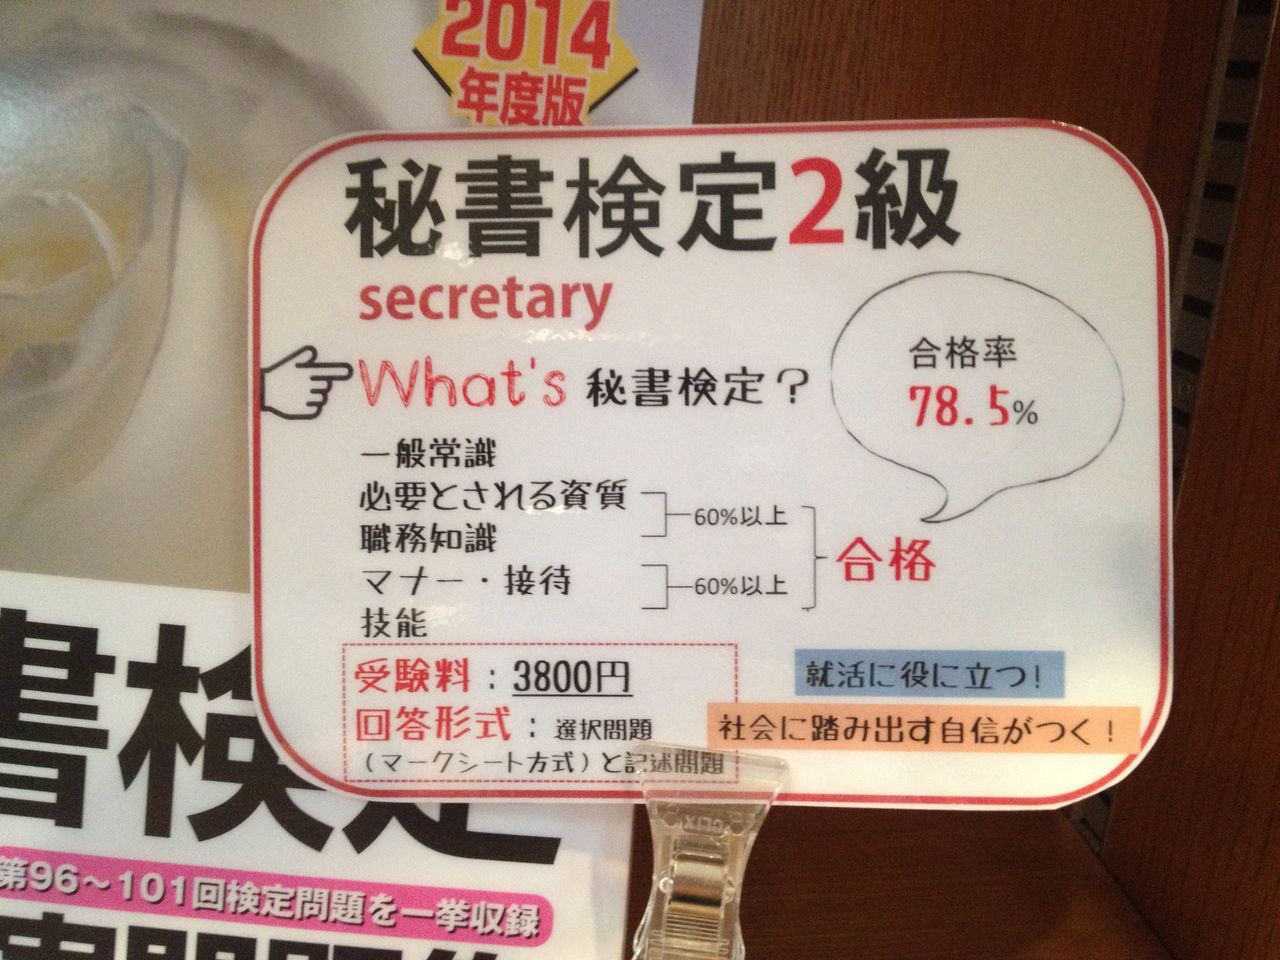 2014
年度版
秘書検定2級
secretary
What's 秘書検定？
合格率
78.5%
一般常識
必要とされる資質
職務知識
60%以上
マナー・接待
技能
60%以上
合格
受験料：3800円
回答形式：選択問題
（マークシート方式）と記述問題
就活に役に立つ！
社会に踏み出す自信がつく！
書検定
第96～101回検定問題を一挙収録